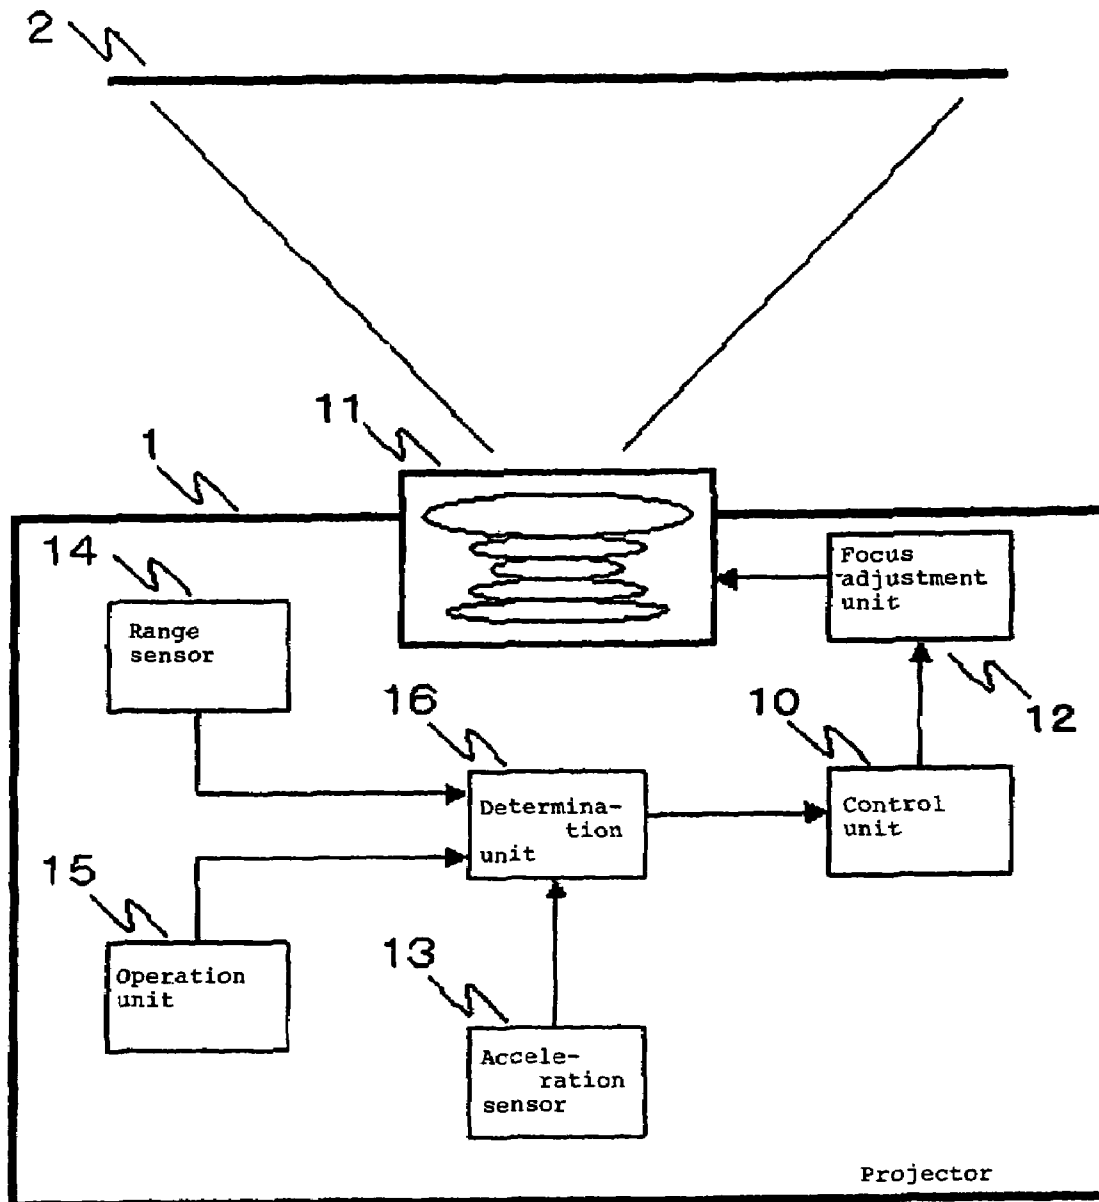 2
11
1
14
Focus
adjustment
unit
Range
sensor
12
16
10
Determina-
tion
unit
Control
unit
15
13
Operation
unit
Accele-
ration
sensor
Projector